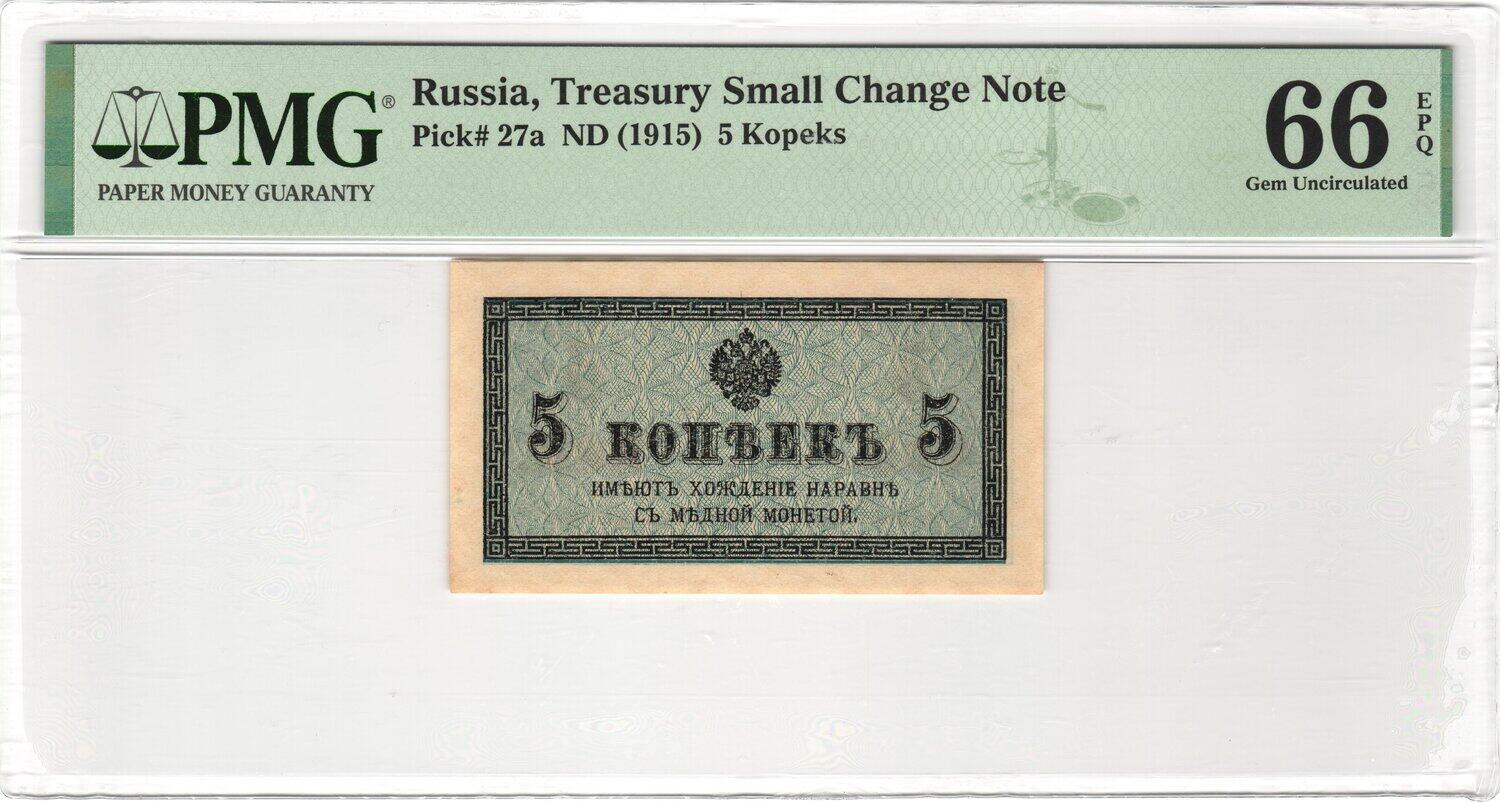 PMG®
PAPER MONEY GUARANTY
Russia, Treasury Small Change Note
Pick# 27a ND (1915) 5 Kopeks
66
EPQ
Gem Uncirculated
5 КОПѢЕКЪ 5
ИМѢЮТЪ ХОЖДЕНІЕ НАРАВНѢ
СЪ МѢДНОЙ МОНЕТОЙ.